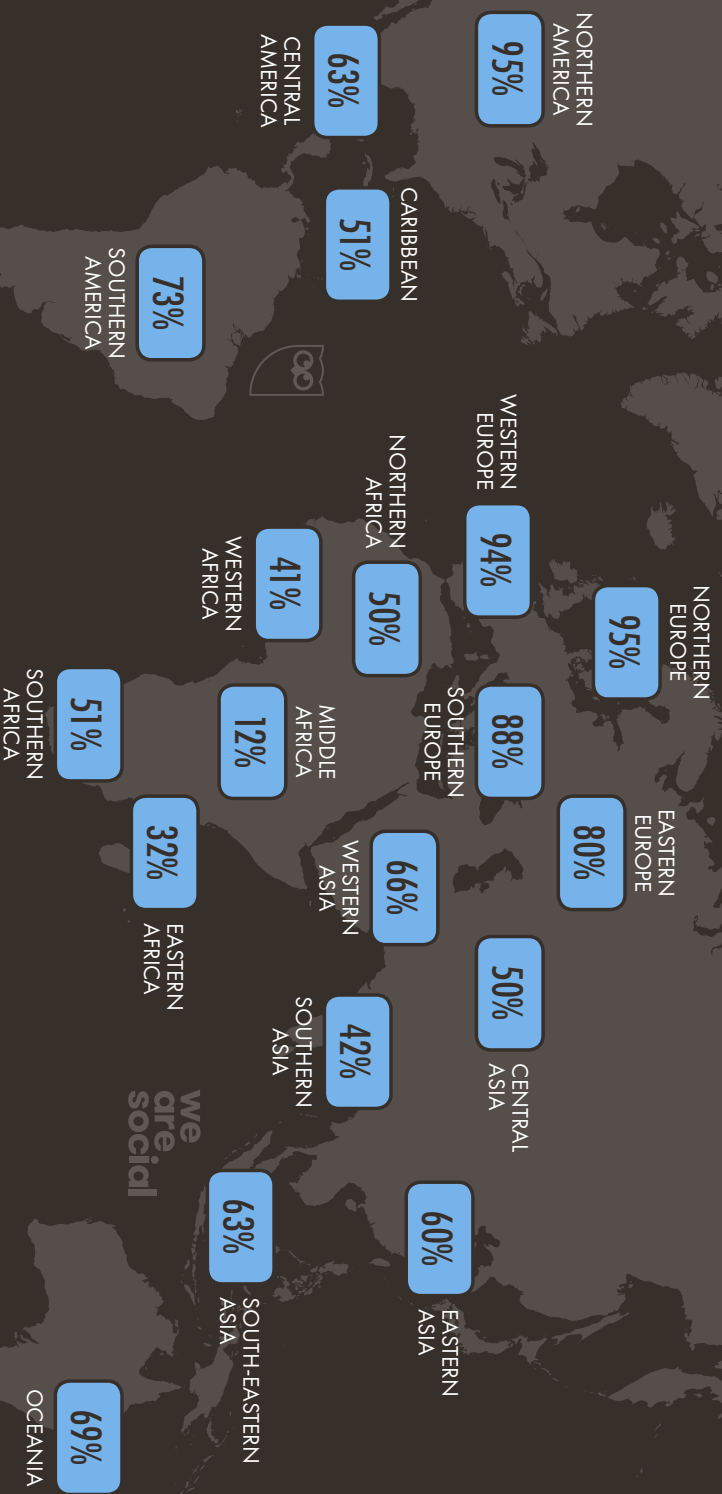 NORTHERN
AMERICA
95%
CENTRAL
AMERICA
63%
CARIBBEAN
51%
SOUTHERN
AMERICA
73%
WESTERN
EUROPE
94%
NORTHERN
EUROPE
95%
SOUTHERN
EUROPE
88%
EASTERN
EUROPE
80%
NORTHERN
AFRICA
50%
WESTERN
AFRICA
41%
MIDDLE
AFRICA
12%
SOUTHERN
AFRICA
51%
32%
EASTERN
AFRICA
66%
WESTERN
ASIA
50%
CENTRAL
ASIA
42%
SOUTHERN
ASIA
60%
EASTERN
ASIA
63%
SOUTH-EASTERN
ASIA
69%
OCEANIA
we
are
social